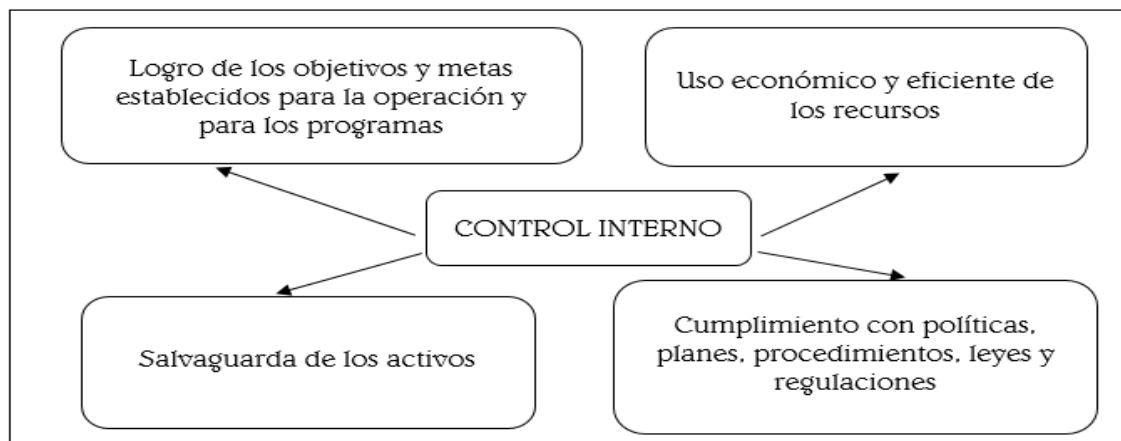 Logro de los objetivos y metas
establecidos para la operación y
para los programas
Uso económico y eficiente de
los recursos
CONTROL INTERNO
Salvaguarda de los activos
Cumplimiento con políticas,
planes, procedimientos, leyes y
regulaciones